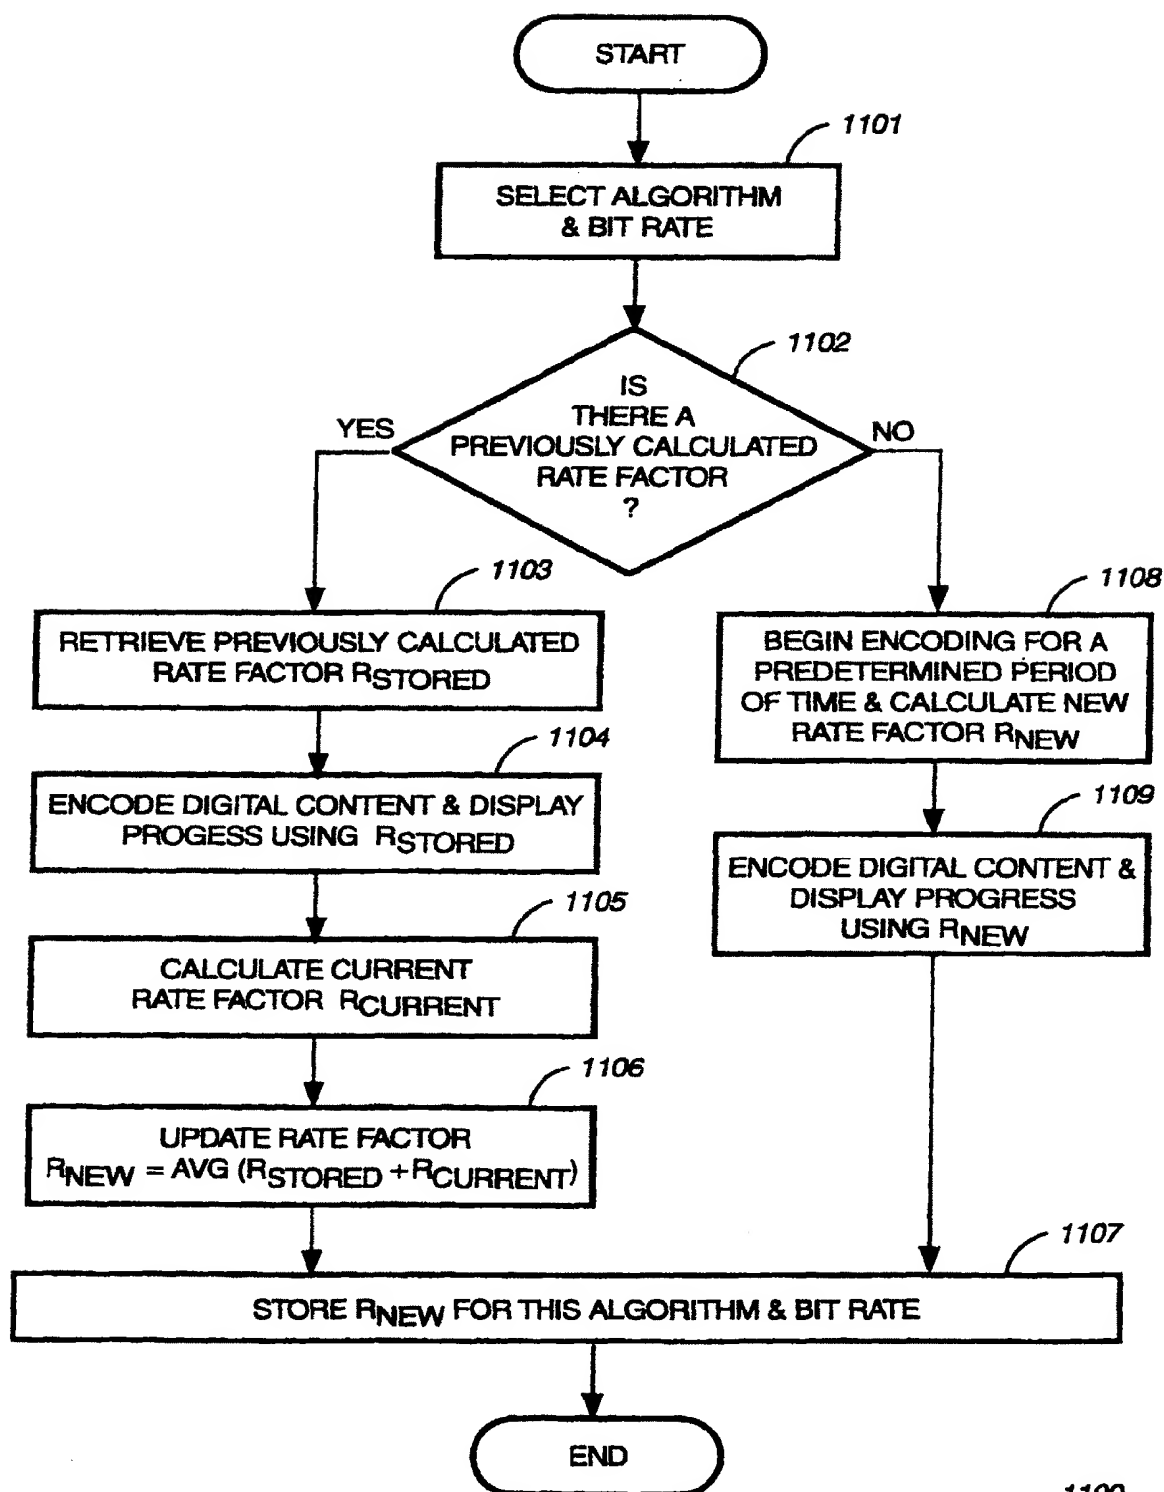 START
1101
SELECT ALGORITHM
& BIT RATE
1102
IS
THERE A
PREVIOUSLY CALCULATED
RATE FACTOR
?
YES
NO
1103
RETRIEVE PREVIOUSLY CALCULATED
RATE FACTOR RSTORED
1104
ENCODE DIGITAL CONTENT & DISPLAY
PROGESS USING RSTORED
1105
CALCULATE CURRENT
RATE FACTOR RCURRENT
1106
UPDATE RATE FACTOR
RNEW = AVG (RSTORED +RCURRENT)
1108
BEGIN ENCODING FOR A
PREDETERMINED PERIOD
OF TIME & CALCULATE NEW
RATE FACTOR RNEW
1109
ENCODE DIGITAL CONTENT &
DISPLAY PROGRESS
USING RNEW
1107
STORE RNEW FOR THIS ALGORITHM & BIT RATE
END